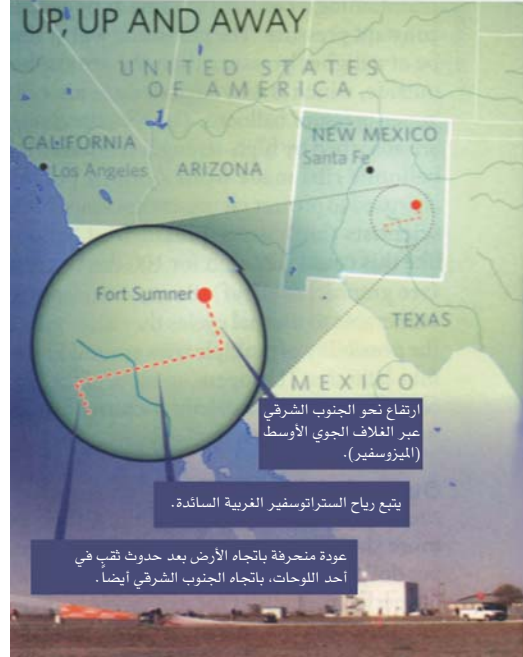 UP, UP AND AWAY
UNITED STATES
OF AMERICA
CALIFORNIA
NEW MEXICO
Santa Fe
Los Angeles
ARIZONA
Fort Sumner
TEXAS
MEXICO
ارتفاع نحو الجنوب الشرقي
عبر الغلاف الجوي الأوسط
(الميزوسفير).
يتبع رياح الستراتوسفير الغربية السائدة.
عودة منحرفة باتجاه الأرض بعد حدوث ثقبٍ في
أحد اللوحات، باتجاه الجنوب الشرقي أيضاً.